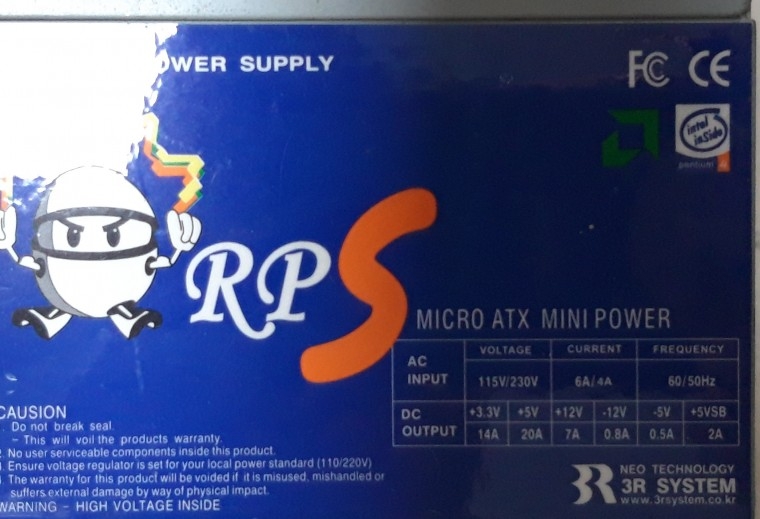 POWER SUPPLY
FC CE
intel inside
pentium 4
RPS
MICRO ATX MINI POWER
AC INPUT VOLTAGE CURRENT FREQUENCY
115V/230V 6A/4A 60/50Hz
DC OUTPUT +3.3V +5V +12V -12V -5V +5VSB
14A 20A 7A 0.8A 0.5A 2A
CAUSION
Do not break seal.
- This will voil the products warranty.
No user serviceable components inside this product.
Ensure voltage regulator is set for your local power standard (110/220V)
The warranty for this product will be voided if it is misused, mishandled or
suffers external damage by way of physical impact.
WARNING - HIGH VOLTAGE INSIDE
3R NEO TECHNOLOGY
3R SYSTEM
www.3rsystem.co.kr